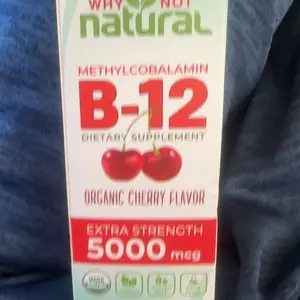 WHY NOT
natural
METHYLCOBALAMIN
B-12
DIETARY SUPPLEMENT
ORGANIC CHERRY FLAVOR
EXTRA STRENGTH
5000 mcg